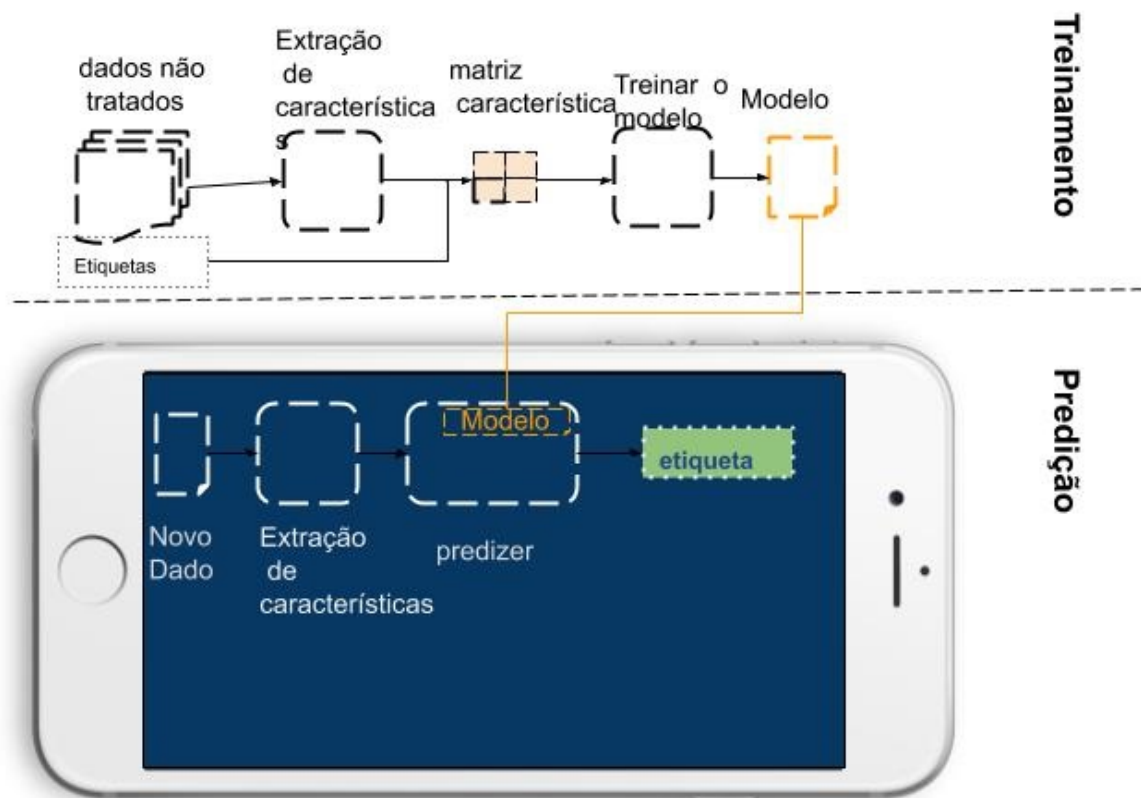 dados não
tratados
Extração
de
característica
s
matriz
característica
Treinar o
modelo
Modelo
Treinamento
Etiquetas
Predição
Modelo
etiqueta
Novo
Dado
Extração
de
características
predizer